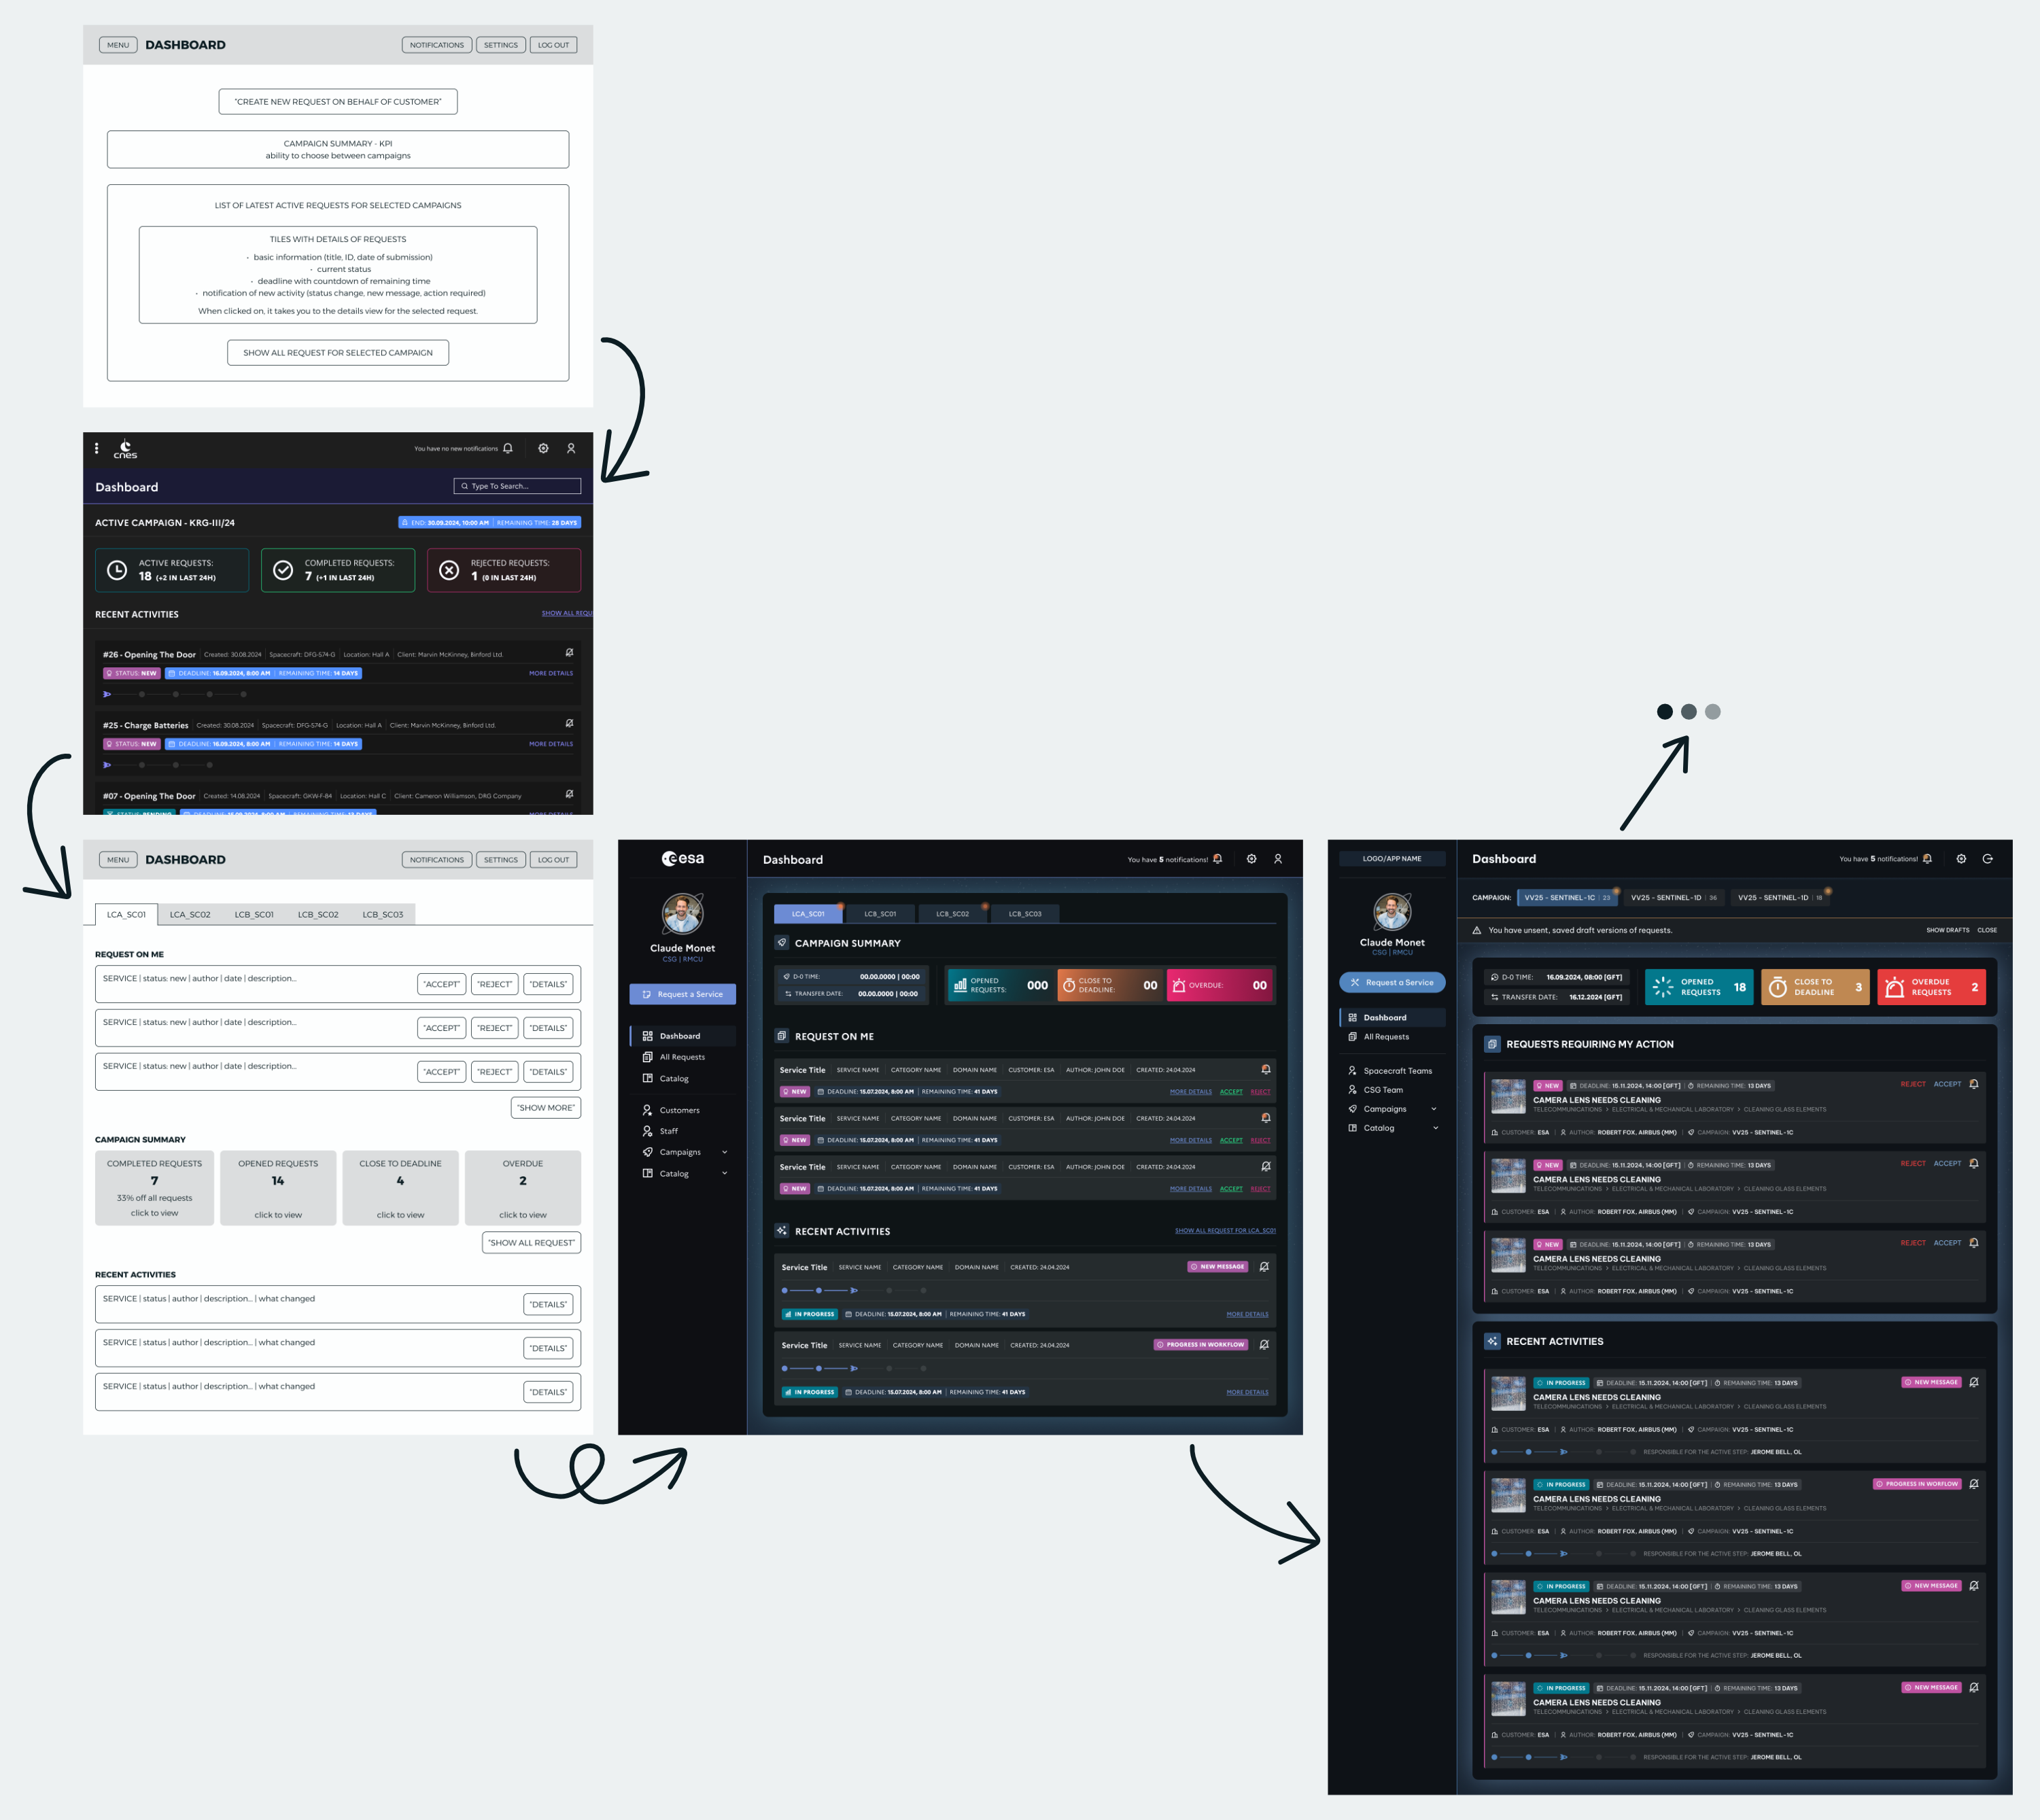 MENU DASHBOARD NOTIFICATIONS SETTINGS LOG OUT
"CREATE NEW REQUEST ON BEHALF OF CUSTOMER"
CAMPAIGN SUMMARY - KPI
ability to choose between campaigns
LIST OF LATEST ACTIVE REQUESTS FOR SELECTED CAMPAIGNS
TILES WITH DETAILS OF REQUESTS
• basic information (title, ID, date of submission)
• current status
• deadline with countdown of remaining time
• notification of new activity (status change, new message, action required)
When clicked on, it takes you to the details view for the selected request.
SHOW ALL REQUEST FOR SELECTED CAMPAIGN
cnes You have no new notifications
Dashboard Type To Search...
ACTIVE CAMPAIGN - KRG-III/24 END: 30.09.2024, 10:00 AM | REMAINING TIME: 28 DAYS
ACTIVE REQUESTS: COMPLETED REQUESTS: REJECTED REQUESTS:
18 (+2 IN LAST 24H) 7 (+1 IN LAST 24H) 1 (0 IN LAST 24H)
RECENT ACTIVITIES SHOW ALL REQU
#26 - Opening The Door | Created: 30.08.2024 | Spacecraft: DFG-574-G | Location: Hall A | Client: Marvin McKinney, Binford Ltd.
STATUS: NEW DEADLINE: 16.09.2024, 8:00 AM | REMAINING TIME: 14 DAYS MORE DETAILS
#25 - Charge Batteries | Created: 30.08.2024 | Spacecraft: DFG-574-G | Location: Hall A | Client: Marvin McKinney, Binford Ltd.
STATUS: NEW DEADLINE: 16.09.2024, 8:00 AM | REMAINING TIME: 14 DAYS MORE DETAILS
#07 - Opening The Door | Created: 14.08.2024 | Spacecraft: GKW-F-84 | Location: Hall C | Client: Cameron Williamson, DRG Company
STATUS: PENDING DEADLINE: 15.09.2024, 8:00 AM | REMAINING TIME: 13 DAYS MORE DETAILS
MENU DASHBOARD NOTIFICATIONS SETTINGS LOG OUT
LCA_SC01 LCA_SC02 LCB_SC01 LCB_SC02 LCB_SC03
REQUEST ON ME
SERVICE | status: new | author | date | description... "ACCEPT" "REJECT" "DETAILS"
SERVICE | status: new | author | date | description... "ACCEPT" "REJECT" "DETAILS"
SERVICE | status: new | author | date | description... "ACCEPT" "REJECT" "DETAILS"
"SHOW MORE"
CAMPAIGN SUMMARY
COMPLETED REQUESTS OPENED REQUESTS CLOSE TO DEADLINE OVERDUE
7 14 4 2
33% off all requests
click to view click to view click to view click to view
"SHOW ALL REQUEST"
RECENT ACTIVITIES
SERVICE | status | author | description... | what changed "DETAILS"
SERVICE | status | author | description... | what changed "DETAILS"
SERVICE | status | author | description... | what changed "DETAILS"
esa
Claude Monet
CSG | RMCU
Request a Service
Dashboard
All Requests
Catalog
Customers
Staff
Campaigns
Catalog
Dashboard You have 5 notifications!
LCA_SC01 LCB_SC01 LCB_SC02 LCB_SC03
CAMPAIGN SUMMARY
D-0 TIME: 00.00.0000 | 00:00
TRANSFER DATE: 00.00.0000 | 00:00
OPENED REQUESTS: 000
CLOSE TO DEADLINE: 00
OVERDUE: 00
REQUEST ON ME
Service Title | SERVICE NAME | CATEGORY NAME | DOMAIN NAME | CUSTOMER: ESA | AUTHOR: JOHN DOE | CREATED: 24.04.2024
NEW DEADLINE: 15.07.2024, 8:00 AM | REMAINING TIME: 41 DAYS MORE DETAILS ACCEPT REJECT
Service Title | SERVICE NAME | CATEGORY NAME | DOMAIN NAME | CUSTOMER: ESA | AUTHOR: JOHN DOE | CREATED: 24.04.2024
NEW DEADLINE: 15.07.2024, 8:00 AM | REMAINING TIME: 41 DAYS MORE DETAILS ACCEPT REJECT
Service Title | SERVICE NAME | CATEGORY NAME | DOMAIN NAME | CUSTOMER: ESA | AUTHOR: JOHN DOE | CREATED: 24.04.2024
NEW DEADLINE: 15.07.2024, 8:00 AM | REMAINING TIME: 41 DAYS MORE DETAILS ACCEPT REJECT
RECENT ACTIVITIES SHOW ALL REQUEST FOR LCA_SC01
Service Title | SERVICE NAME | CATEGORY NAME | DOMAIN NAME | CREATED: 24.04.2024 NEW MESSAGE
IN PROGRESS DEADLINE: 15.07.2024, 8:00 AM | REMAINING TIME: 41 DAYS MORE DETAILS
Service Title | SERVICE NAME | CATEGORY NAME | DOMAIN NAME | CREATED: 24.04.2024 PROGRESS IN WORKFLOW
IN PROGRESS DEADLINE: 15.07.2024, 8:00 AM | REMAINING TIME: 41 DAYS MORE DETAILS
LOGO/APP NAME
Claude Monet
CSG | RMCU
Request a Service
Dashboard
All Requests
Spacecraft Teams
CSG Team
Campaigns
Catalog
Dashboard You have 5 notifications!
CAMPAIGN: VV25 - SENTINEL-1C | 23 VV25 - SENTINEL-1D | 36 VV25 - SENTINEL-1D | 18
You have unsent, saved draft versions of requests. SHOW DRAFTS CLOSE
D-0 TIME: 16.09.2024, 08:00 [GFT]
TRANSFER DATE: 16.12.2024 [GFT]
OPENED REQUESTS 18
CLOSE TO DEADLINE 3
OVERDUE REQUESTS 2
REQUESTS REQUIRING MY ACTION
NEW DEADLINE: 15.11.2024, 14:00 [GFT] | REMAINING TIME: 13 DAYS REJECT ACCEPT
CAMERA LENS NEEDS CLEANING
TELECOMMUNICATIONS > ELECTRICAL & MECHANICAL LABORATORY > CLEANING GLASS ELEMENTS
CUSTOMER: ESA | AUTHOR: ROBERT FOX, AIRBUS (MM) | CAMPAIGN: VV25 - SENTINEL-1C
NEW DEADLINE: 15.11.2024, 14:00 [GFT] | REMAINING TIME: 13 DAYS REJECT ACCEPT
CAMERA LENS NEEDS CLEANING
TELECOMMUNICATIONS > ELECTRICAL & MECHANICAL LABORATORY > CLEANING GLASS ELEMENTS
CUSTOMER: ESA | AUTHOR: ROBERT FOX, AIRBUS (MM) | CAMPAIGN: VV25 - SENTINEL-1C
NEW DEADLINE: 15.11.2024, 14:00 [GFT] | REMAINING TIME: 13 DAYS REJECT ACCEPT
CAMERA LENS NEEDS CLEANING
TELECOMMUNICATIONS > ELECTRICAL & MECHANICAL LABORATORY > CLEANING GLASS ELEMENTS
CUSTOMER: ESA | AUTHOR: ROBERT FOX, AIRBUS (MM) | CAMPAIGN: VV25 - SENTINEL-1C
RECENT ACTIVITIES
IN PROGRESS DEADLINE: 15.11.2024, 14:00 [GFT] | REMAINING TIME: 13 DAYS NEW MESSAGE
CAMERA LENS NEEDS CLEANING
TELECOMMUNICATIONS > ELECTRICAL & MECHANICAL LABORATORY > CLEANING GLASS ELEMENTS
CUSTOMER: ESA | AUTHOR: ROBERT FOX, AIRBUS (MM) | CAMPAIGN: VV25 - SENTINEL-1C
RESPONSIBLE FOR THE ACTIVE STEP: JEROME BELL, OL
IN PROGRESS DEADLINE: 15.11.2024, 14:00 [GFT] | REMAINING TIME: 13 DAYS PROGRESS IN WORFLOW
CAMERA LENS NEEDS CLEANING
TELECOMMUNICATIONS > ELECTRICAL & MECHANICAL LABORATORY > CLEANING GLASS ELEMENTS
CUSTOMER: ESA | AUTHOR: ROBERT FOX, AIRBUS (MM) | CAMPAIGN: VV25 - SENTINEL-1C
RESPONSIBLE FOR THE ACTIVE STEP: JEROME BELL, OL
IN PROGRESS DEADLINE: 15.11.2024, 14:00 [GFT] | REMAINING TIME: 13 DAYS NEW MESSAGE
CAMERA LENS NEEDS CLEANING
TELECOMMUNICATIONS > ELECTRICAL & MECHANICAL LABORATORY > CLEANING GLASS ELEMENTS
CUSTOMER: ESA | AUTHOR: ROBERT FOX, AIRBUS (MM) | CAMPAIGN: VV25 - SENTINEL-1C
RESPONSIBLE FOR THE ACTIVE STEP: JEROME BELL, OL
IN PROGRESS DEADLINE: 15.11.2024, 14:00 [GFT] | REMAINING TIME: 13 DAYS NEW MESSAGE
CAMERA LENS NEEDS CLEANING
TELECOMMUNICATIONS > ELECTRICAL & MECHANICAL LABORATORY > CLEANING GLASS ELEMENTS
CUSTOMER: ESA | AUTHOR: ROBERT FOX, AIRBUS (MM) | CAMPAIGN: VV25 - SENTINEL-1C
RESPONSIBLE FOR THE ACTIVE STEP: JEROME BELL, OL